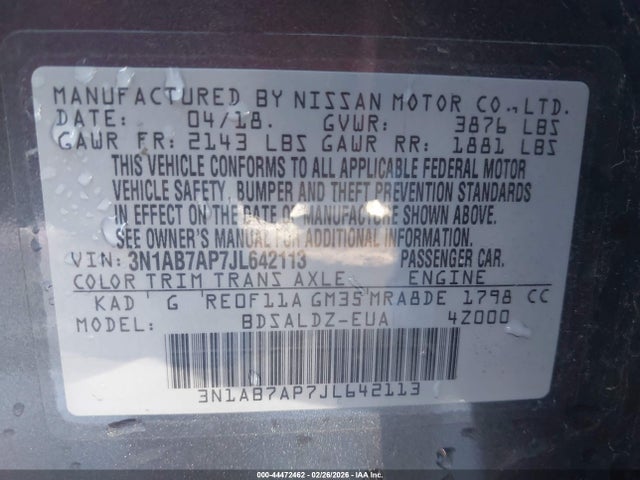 MANUFACTURED BY NISSAN MOTOR CO., LTD.
DATE: 04/18. GVWR: 3876 LBS
GAWR FR: 2143 LBS GAWR RR: 1881 LBS
THIS VEHICLE CONFORMS TO ALL APPLICABLE FEDERAL MOTOR
VEHICLE SAFETY, BUMPER AND THEFT PREVENTION STANDARDS
IN EFFECT ON THE DATE OF MANUFACTURE SHOWN ABOVE.
SEE OWNER'S MANUAL FOR ADDITIONAL INFORMATION.
VIN: 3N1AB7AP7JL642113 PASSENGER CAR.
COLOR TRIM TRANS AXLE ENGINE
KAD G RE0F11A GM35 MRA8DE 1798 CC
MODEL: BDSALDZ-EUA 4Z000
3N1AB7AP7JL642113
000-44472462 02/26/2026 IAAI.COM